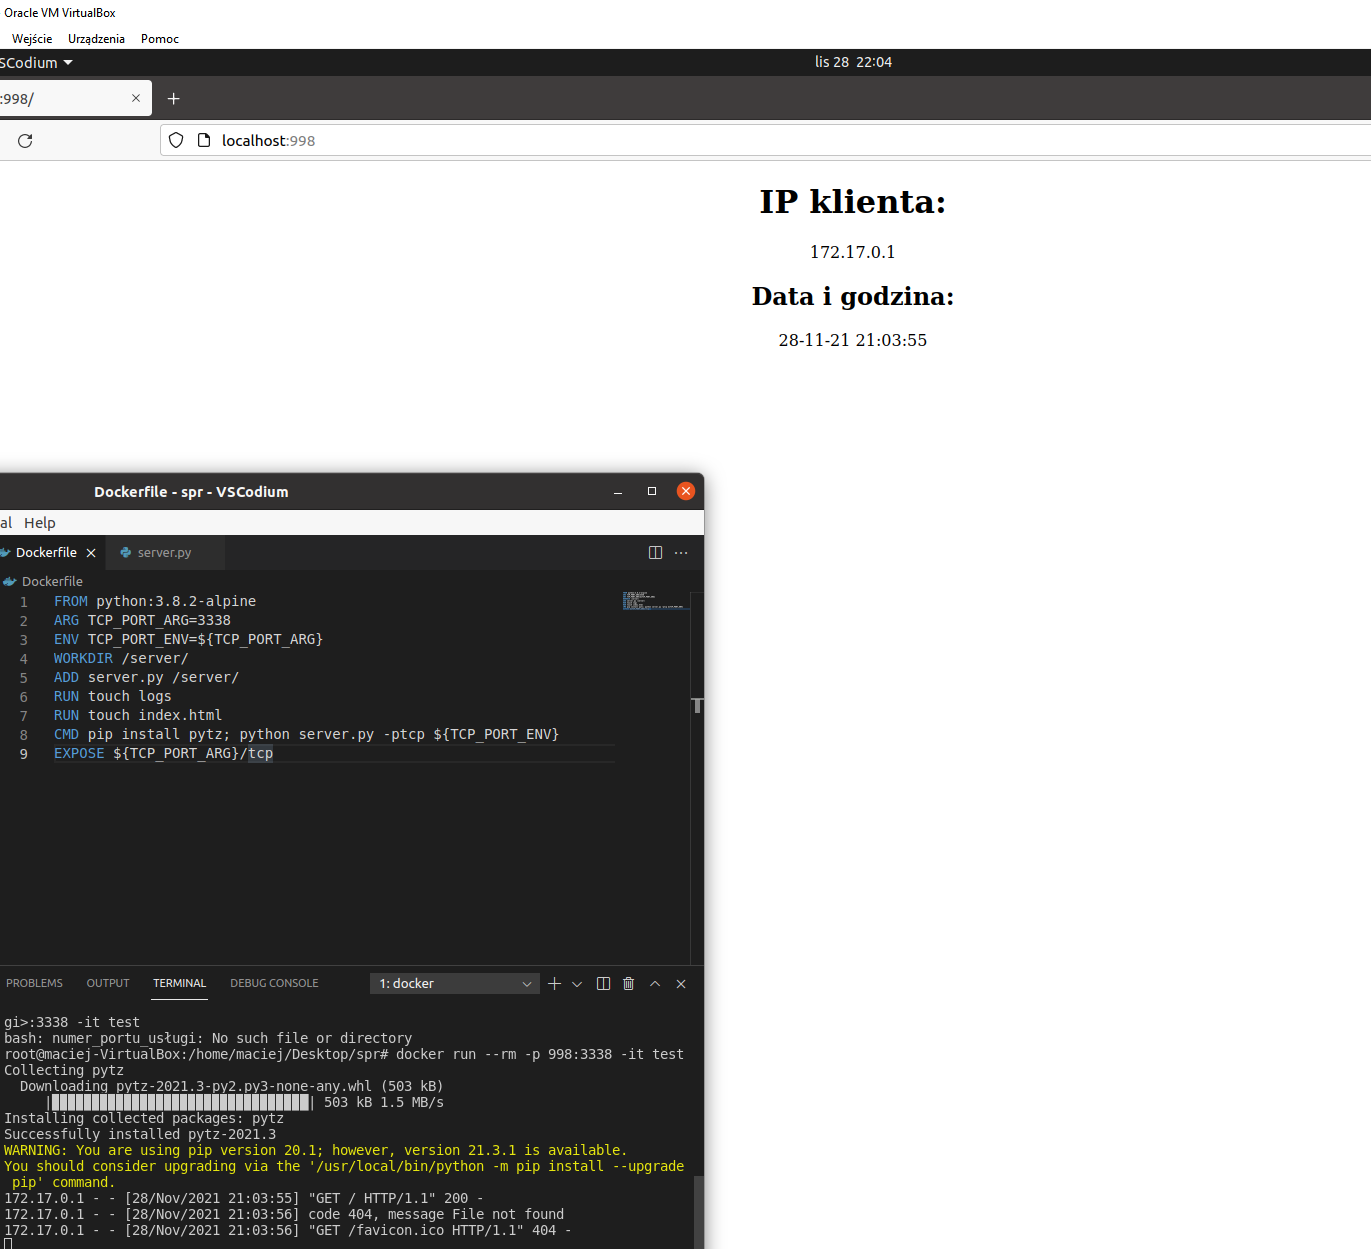 Oracle VM VirtualBox
Wejście Urządzenia Pomoc
SCodium lis 28 22:04
:998/
localhost:998
IP klienta:
172.17.0.1
Data i godzina:
28-11-21 21:03:55
Dockerfile - spr - VSCodium
al Help
Dockerfile server.py
Dockerfile
1 FROM python:3.8.2-alpine
2 ARG TCP_PORT_ARG=3338
3 ENV TCP_PORT_ENV=${TCP_PORT_ARG}
4 WORKDIR /server/
5 ADD server.py /server/
6 RUN touch logs
7 RUN touch index.html
8 CMD pip install pytz; python server.py -ptcp ${TCP_PORT_ENV}
9 EXPOSE ${TCP_PORT_ARG}/tcp
PROBLEMS OUTPUT TERMINAL DEBUG CONSOLE 1: docker
gi>:3338 -it test
bash: numer_portu_usługi: No such file or directory
root@maciej-VirtualBox:/home/maciej/Desktop/spr# docker run --rm -p 998:3338 -it test
Collecting pytz
Downloading pytz-2021.3-py2.py3-none-any.whl (503 kB)
|████████████████████████████████| 503 kB 1.5 MB/s
Installing collected packages: pytz
Successfully installed pytz-2021.3
WARNING: You are using pip version 20.1; however, version 21.3.1 is available.
You should consider upgrading via the '/usr/local/bin/python -m pip install --upgrade
pip' command.
172.17.0.1 - - [28/Nov/2021 21:03:55] "GET / HTTP/1.1" 200 -
172.17.0.1 - - [28/Nov/2021 21:03:56] code 404, message File not found
172.17.0.1 - - [28/Nov/2021 21:03:56] "GET /favicon.ico HTTP/1.1" 404 -